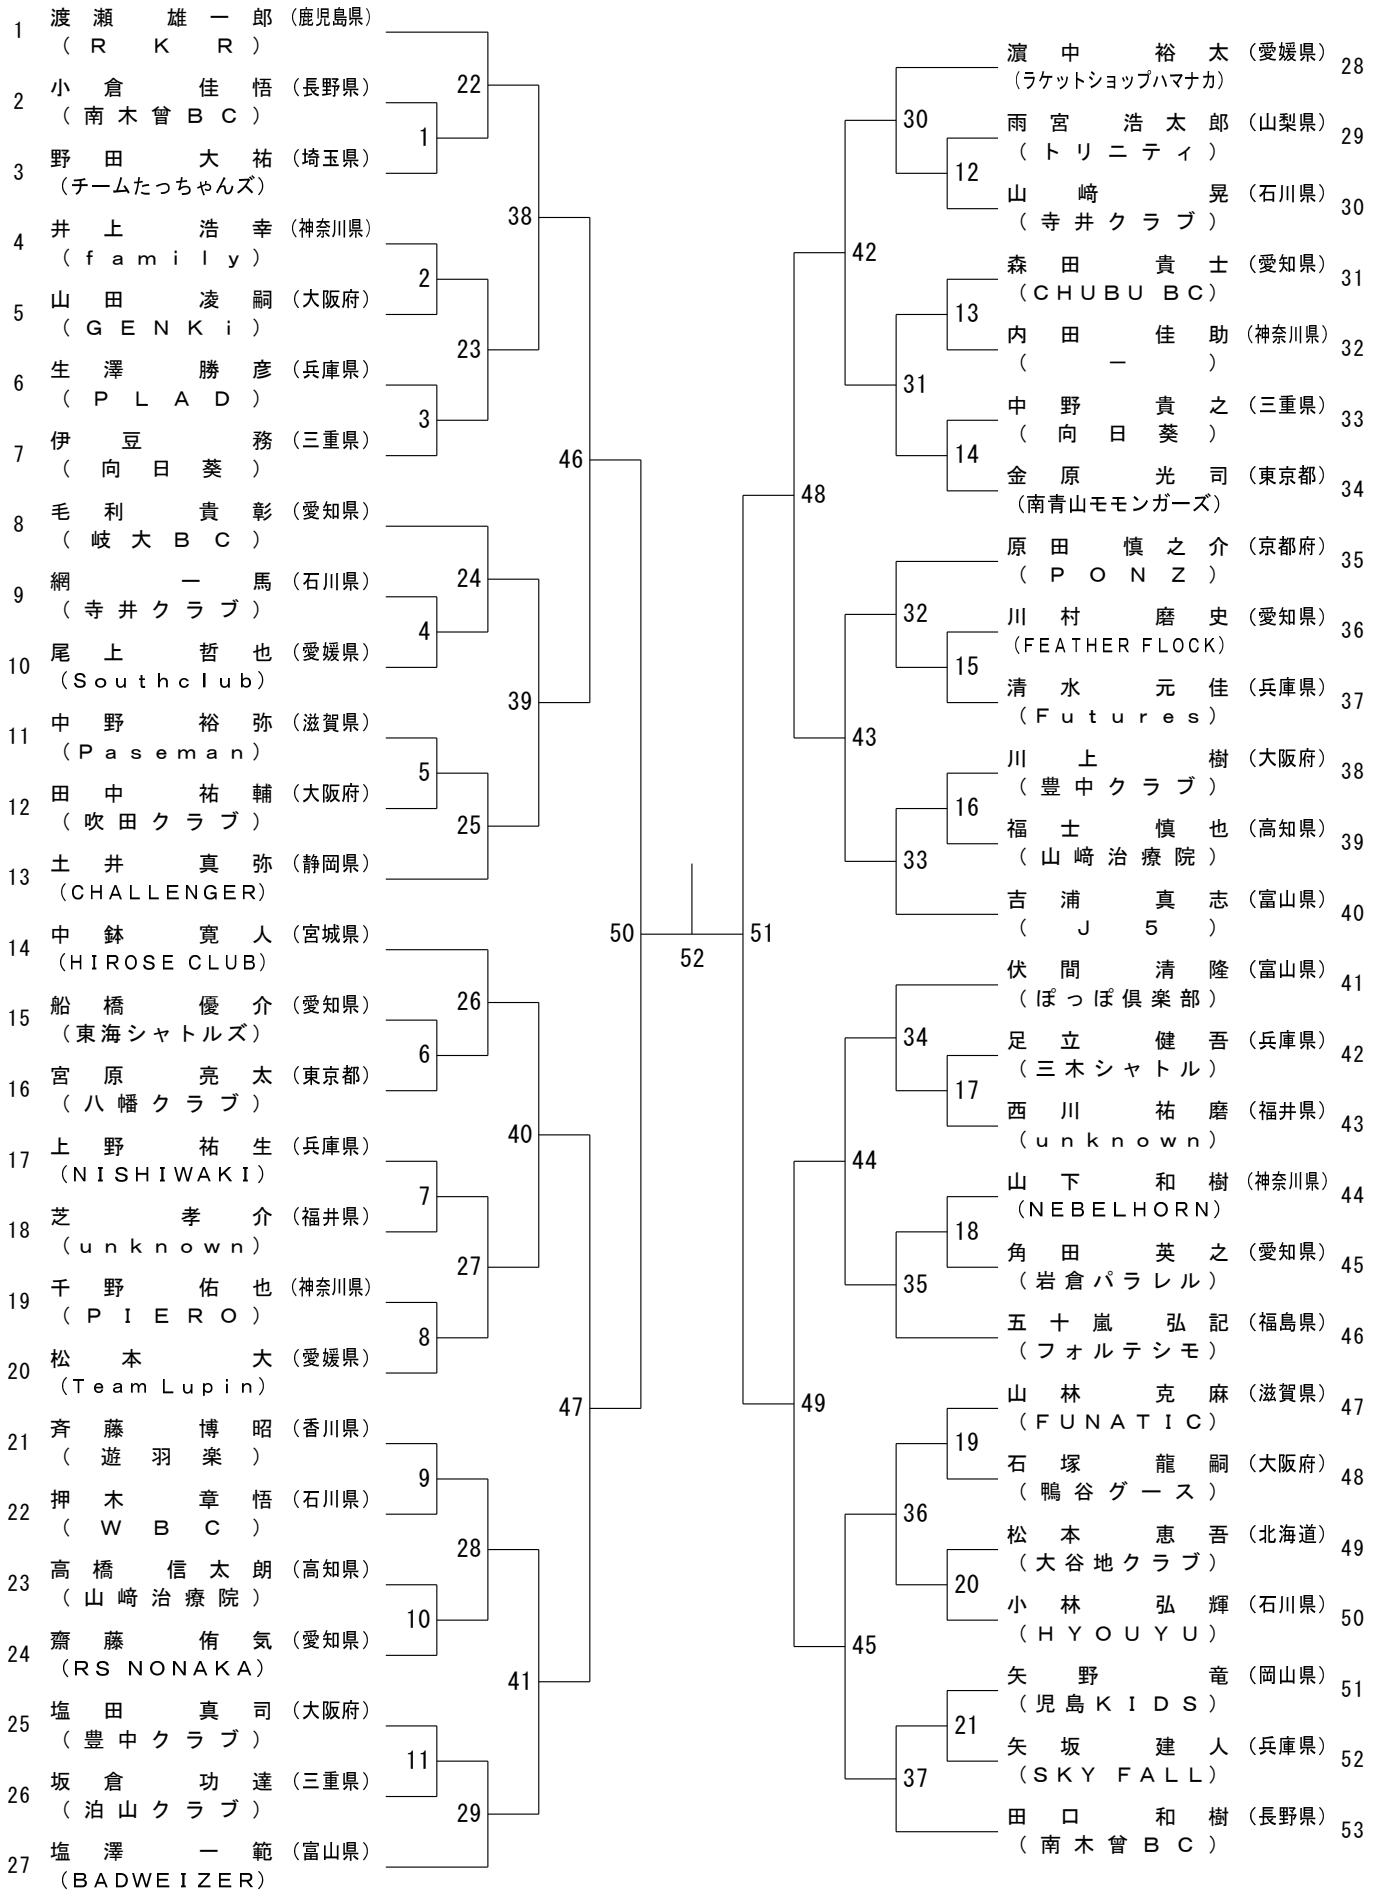 1 渡瀬 雄一郎 (鹿児島県)
(RKR)
2 小倉 佳悟 (長野県)
(南木曾BC)
3 野田 大祐 (埼玉県)
(チームたっちゃんズ)
4 井上 浩幸 (神奈川県)
(family)
5 山田 凌嗣 (大阪府)
(GENKi)
6 生澤 勝彦 (兵庫県)
(PLAD)
7 伊豆 務 (三重県)
(向日葵)
8 毛利 貴彰 (愛知県)
(岐大BC)
9 網 一馬 (石川県)
(寺井クラブ)
10 尾上 哲也 (愛媛県)
(Southclub)
11 中野 裕弥 (滋賀県)
(Paseman)
12 田中 祐輔 (大阪府)
(吹田クラブ)
13 土井 真弥 (静岡県)
(CHALLENGER)
14 中鉢 寛人 (宮城県)
(HIROSE CLUB)
15 船橋 優介 (愛知県)
(東海シャトルズ)
16 宮原 亮太 (東京都)
(八幡クラブ)
17 上野 祐生 (兵庫県)
(NISHIWAKI)
18 芝 孝介 (福井県)
(unknown)
19 千野 佑也 (神奈川県)
(PIERO)
20 松本 大 (愛媛県)
(Team Lupin)
21 斉藤 博昭 (香川県)
(遊羽楽)
22 押木 章悟 (石川県)
(WBC)
23 高橋 信太朗 (高知県)
(山﨑治療院)
24 齋藤 侑気 (愛知県)
(RS NONAKA)
25 塩田 真司 (大阪府)
(豊中クラブ)
26 坂倉 功達 (三重県)
(泊山クラブ)
27 塩澤 一範 (富山県)
(BADWEIZER)
1
2
3
4
5
6
7
8
9
10
11
22
23
24
25
26
27
28
29
38
39
40
41
46
47
50
52
51
48
49
42
43
44
45
30
31
32
33
34
35
36
37
12
13
14
15
16
17
18
19
20
21
濵中 裕太 (愛媛県) 28
(ラケットショップハマナカ)
雨宮 浩太郎 (山梨県) 29
(トリニティ)
山﨑 晃 (石川県) 30
(寺井クラブ)
森田 貴士 (愛知県) 31
(CHUBU BC)
内田 佳助 (神奈川県) 32
(ー)
中野 貴之 (三重県) 33
(向日葵)
金原 光司 (東京都) 34
(南青山モモンガーズ)
原田 慎之介 (京都府) 35
(PONZ)
川村 磨史 (愛知県) 36
(FEATHER FLOCK)
清水 元佳 (兵庫県) 37
(Futures)
川上 樹 (大阪府) 38
(豊中クラブ)
福士 慎也 (高知県) 39
(山﨑治療院)
吉浦 真志 (富山県) 40
(J5)
伏間 清隆 (富山県) 41
(ぽっぽ倶楽部)
足立 健吾 (兵庫県) 42
(三木シャトル)
西川 祐磨 (福井県) 43
(unknown)
山下 和樹 (神奈川県) 44
(NEBELHORN)
角田 英之 (愛知県) 45
(岩倉パラレル)
五十嵐 弘記 (福島県) 46
(フォルテシモ)
山林 克麻 (滋賀県) 47
(FUNATIC)
石塚 龍嗣 (大阪府) 48
(鴨谷グース)
松本 恵吾 (北海道) 49
(大谷地クラブ)
小林 弘輝 (石川県) 50
(HYOUYU)
矢野 竜 (岡山県) 51
(児島KIDS)
矢坂 建人 (兵庫県) 52
(SKY FALL)
田口 和樹 (長野県) 53
(南木曾BC)